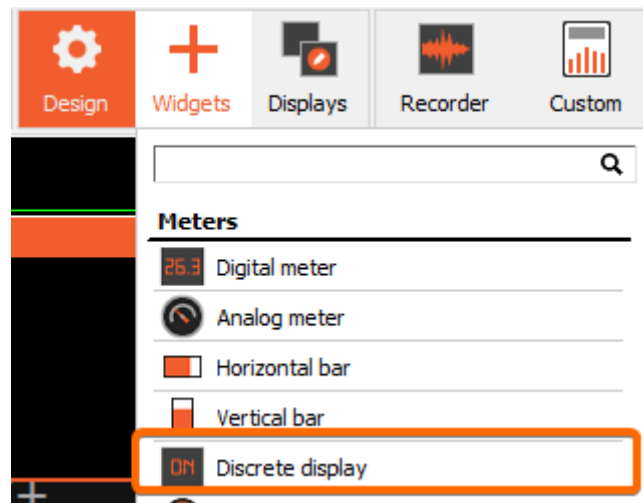 Design Widgets Displays Recorder Custom
Meters
26.3 Digital meter
Analog meter
Horizontal bar
Vertical bar
ON Discrete display